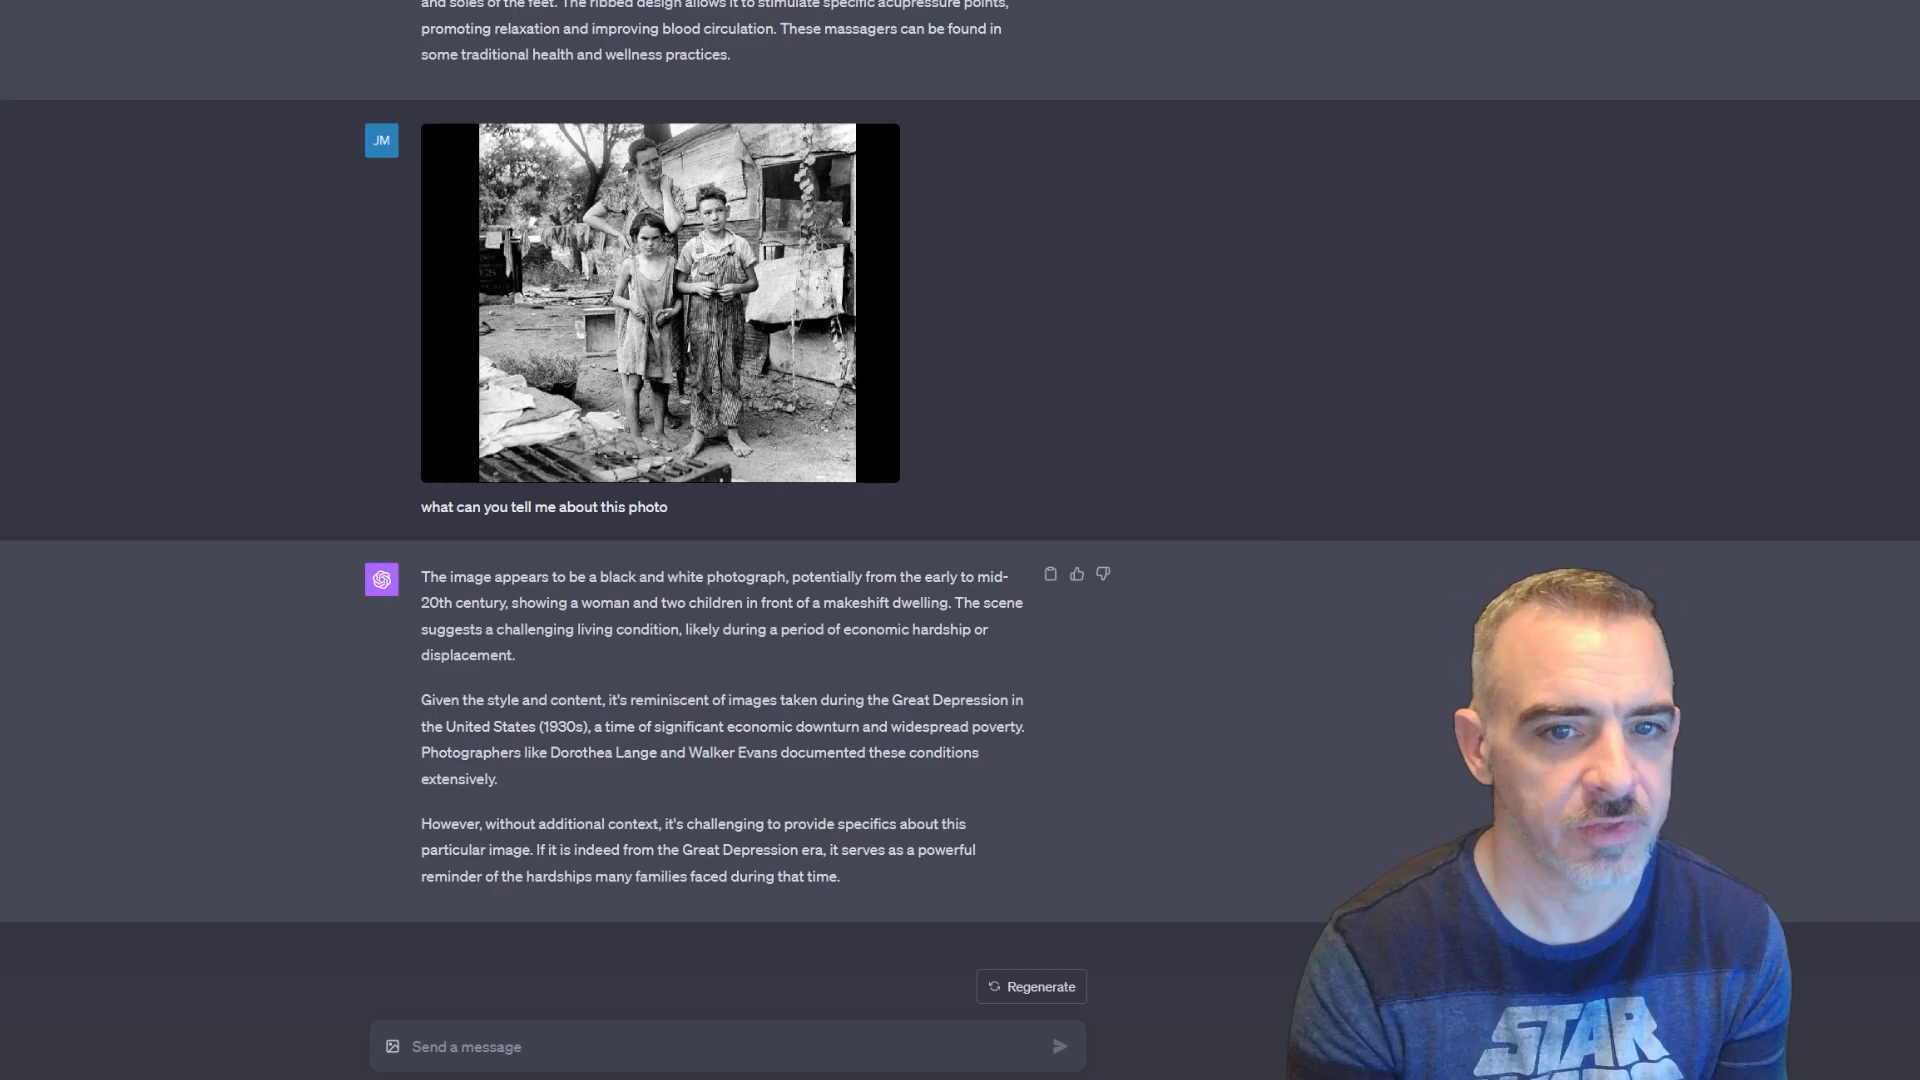 and soles of the feet. The ribbed design allows it to stimulate specific acupressure points,
promoting relaxation and improving blood circulation. These massagers can be found in
some traditional health and wellness practices.
JM
what can you tell me about this photo
The image appears to be a black and white photograph, potentially from the early to mid-
20th century, showing a woman and two children in front of a makeshift dwelling. The scene
suggests a challenging living condition, likely during a period of economic hardship or
displacement.
Given the style and content, it's reminiscent of images taken during the Great Depression in
the United States (1930s), a time of significant economic downturn and widespread poverty.
Photographers like Dorothea Lange and Walker Evans documented these conditions
extensively.
However, without additional context, it's challenging to provide specifics about this
particular image. If it is indeed from the Great Depression era, it serves as a powerful
reminder of the hardships many families faced during that time.
Regenerate
Send a message
STAR